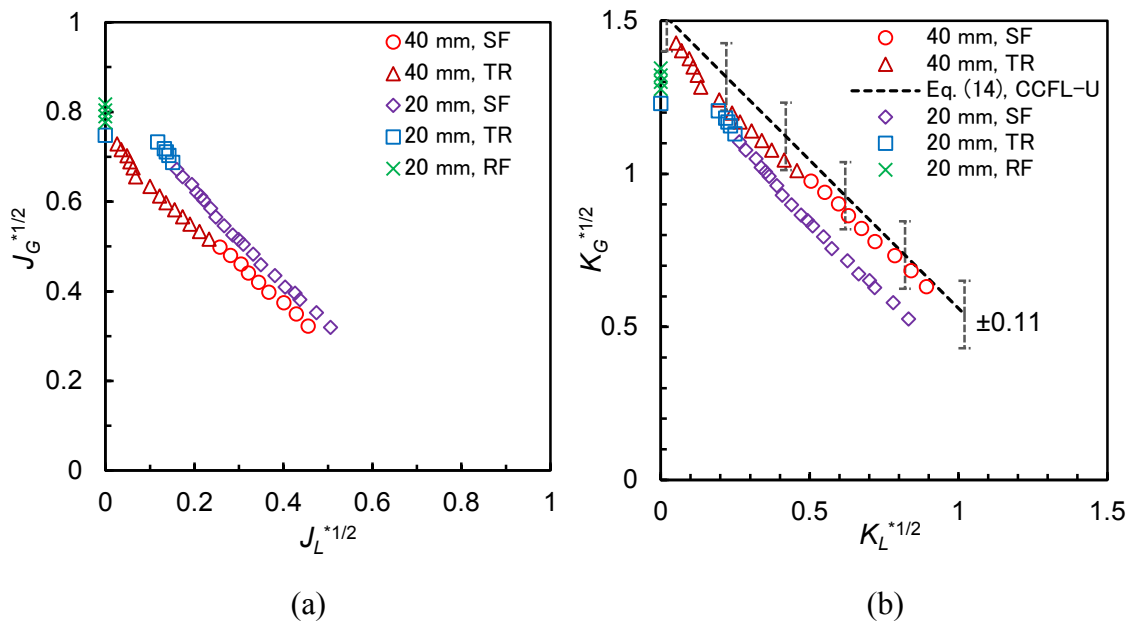 1
0.8
0.6
0.4
0.2
0
0 0.2 0.4 0.6 0.8 1
J_G^{*1/2}
J_L^{*1/2}
40 mm, SF
40 mm, TR
20 mm, SF
20 mm, TR
20 mm, RF
(a)
1.5
1
0.5
0
0 0.5 1 1.5
K_G^{*1/2}
K_L^{*1/2}
40 mm, SF
40 mm, TR
Eq. (14), CCFL-U
20 mm, SF
20 mm, TR
20 mm, RF
±0.11
(b)